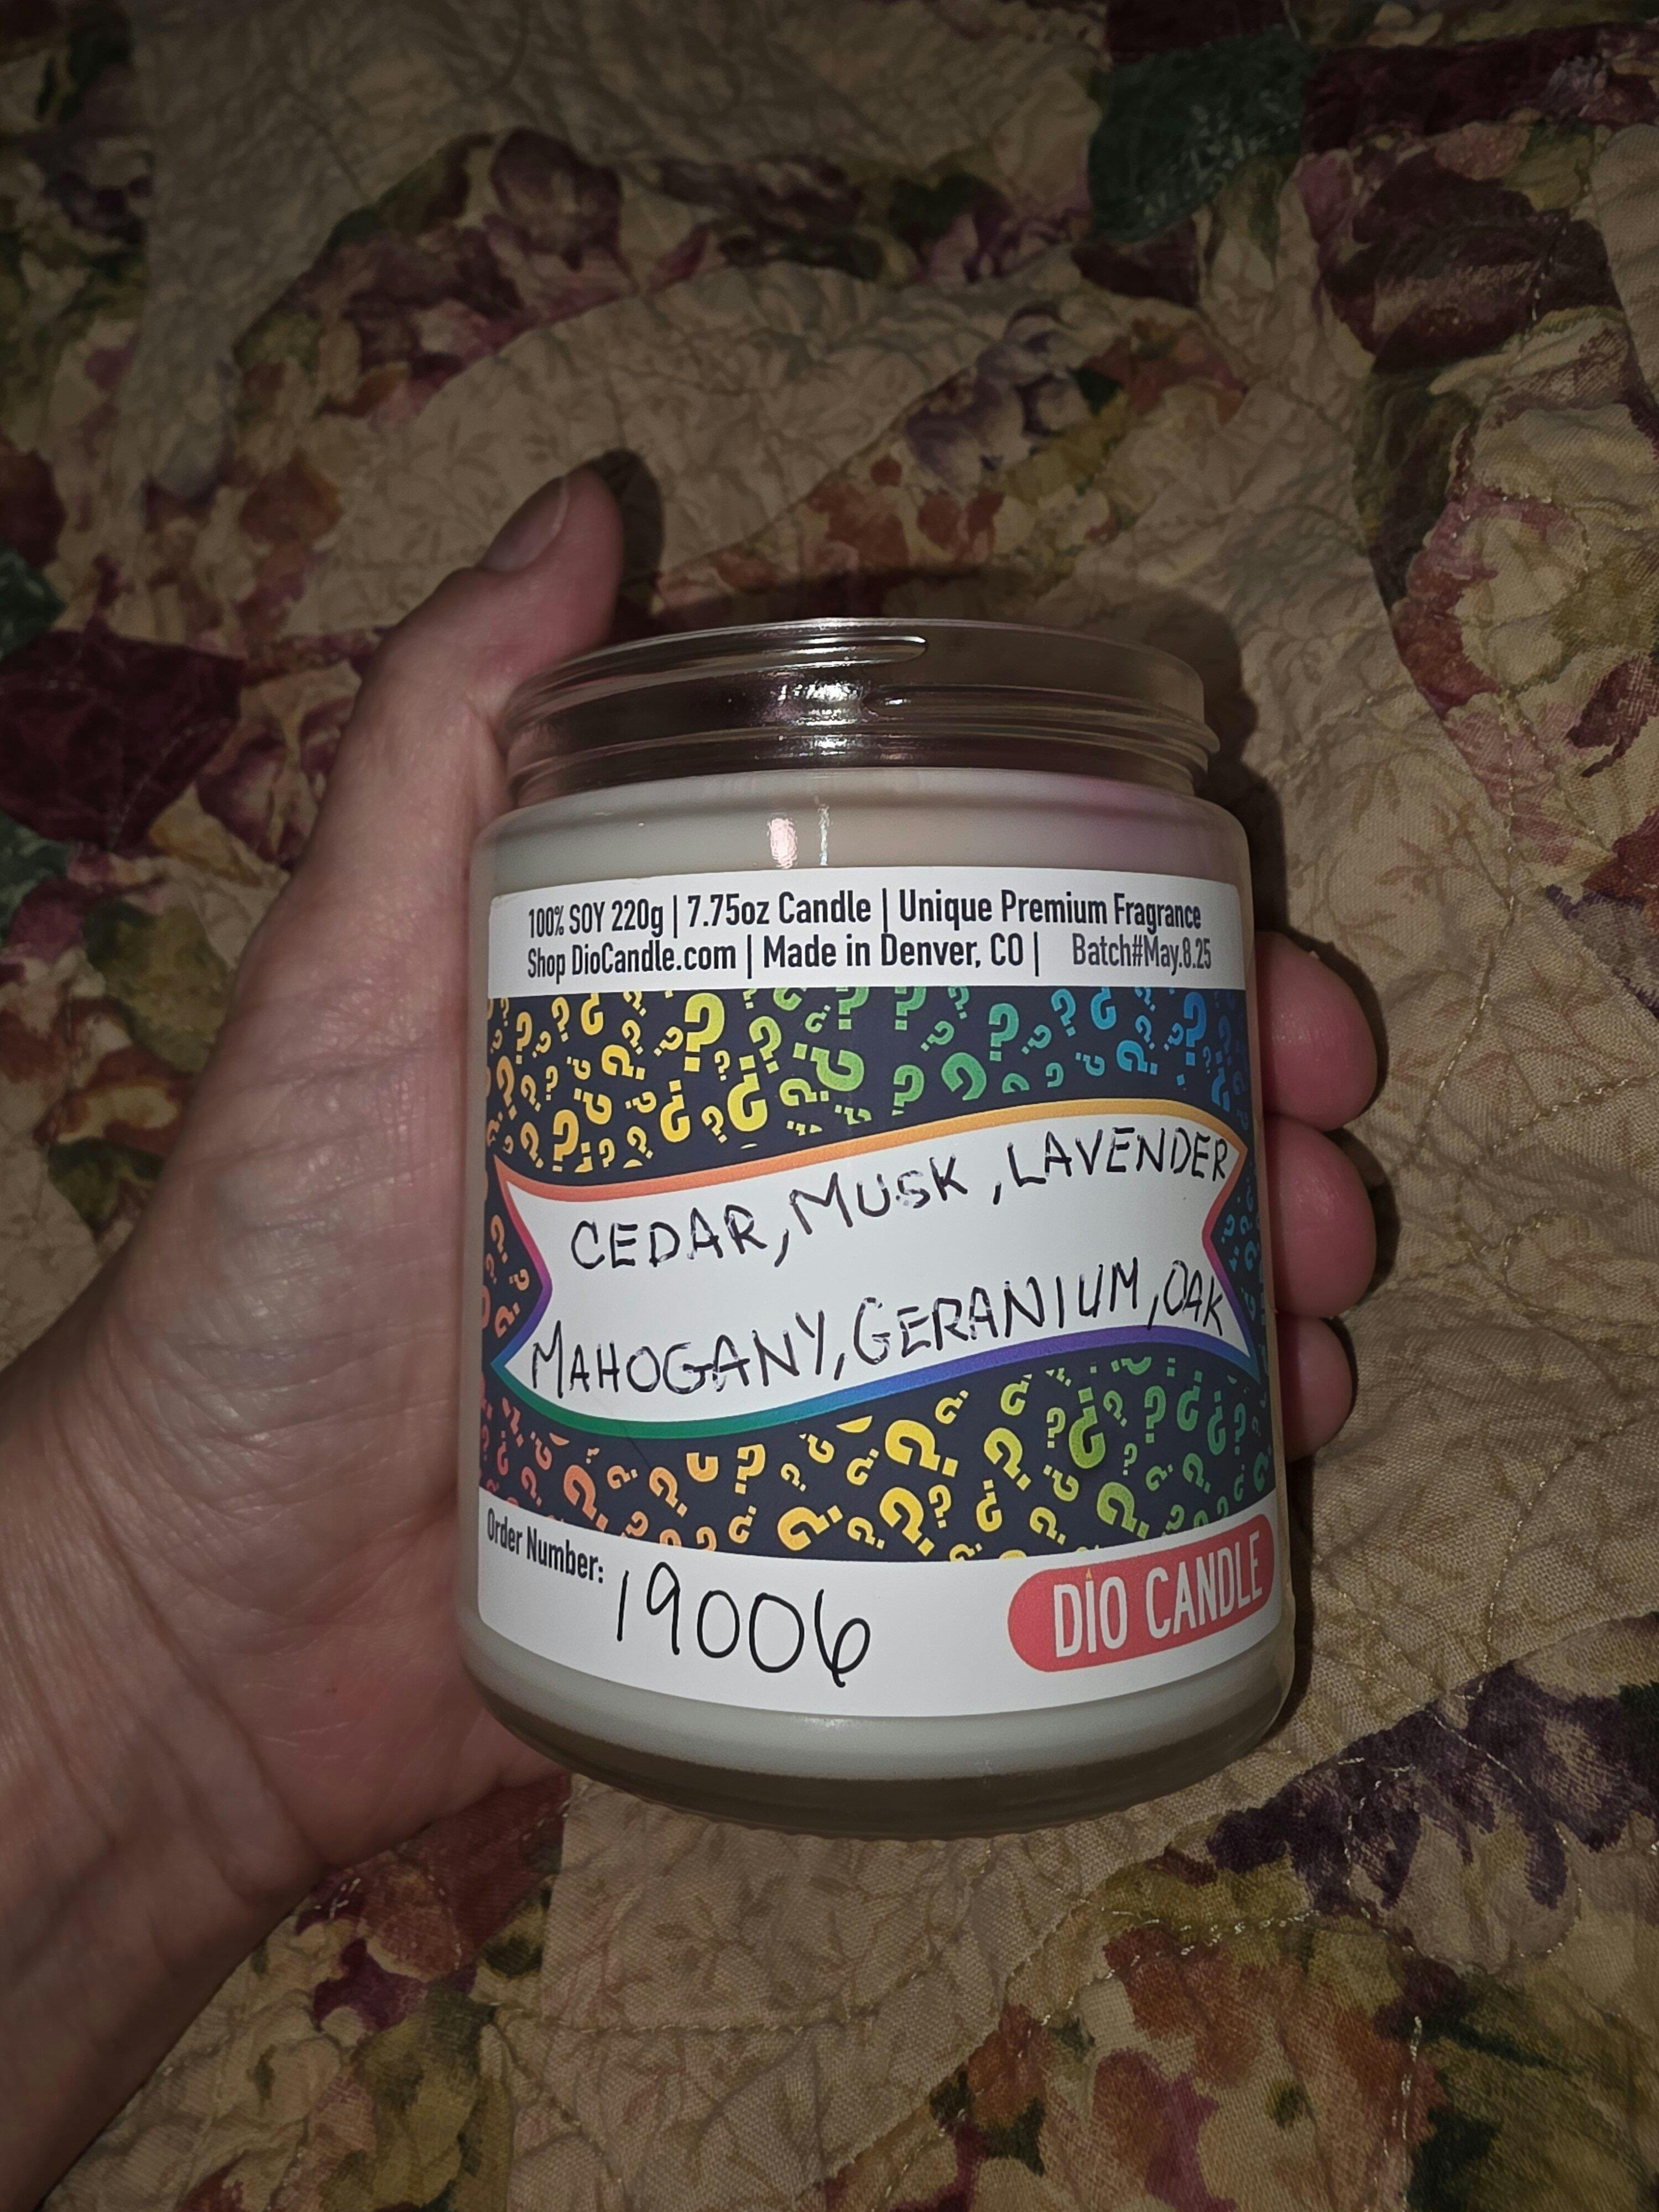 100% SOY 220g | 7.75oz Candle | Unique Premium Fragrance
Shop DioCandle.com | Made in Denver, CO | Batch#May.8.25
CEDAR, MUSK, LAVENDER
MAHOGANY, GERANIUM, OAK
Order Number: 19006
DIO CANDLE